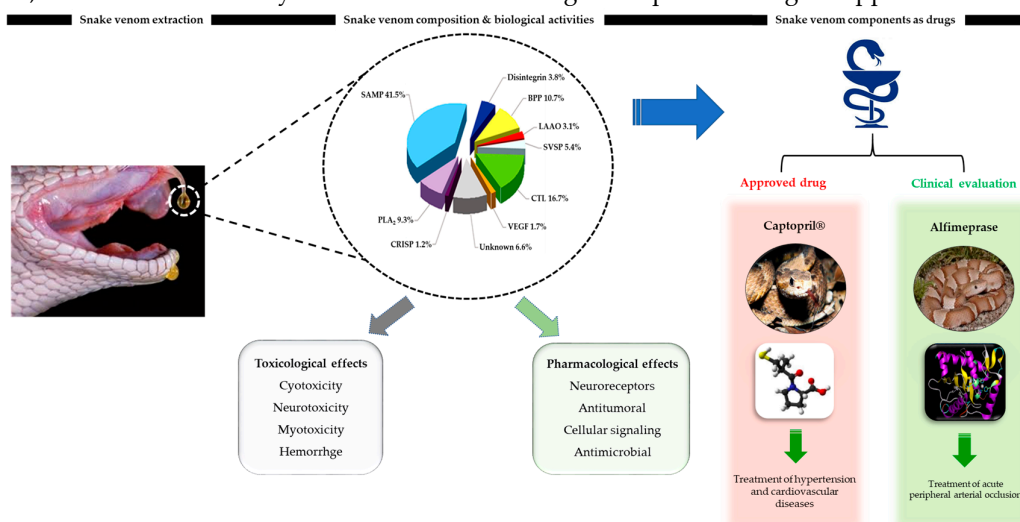 Snake venom extraction
Snake venom composition & biological activities
Snake venom components as drugs
Disintegrin 3.8%
SAMP 41.5%
BPP 10.7%
LAAO 3.1%
SVSP 5.4%
CTL 16.7%
PLA₂ 9.3%
VEGF 1.7%
CRISP 1.2%
Unknown 6.6%
Toxicological effects
Cyotoxicity
Neurotoxicity
Myotoxicity
Hemorrhge
Pharmacological effects
Neuroreceptors
Antitumoral
Cellular signaling
Antimicrobial
Approved drug
Captopril®
Treatment of hypertension
and cardiovascular
diseases
Clinical evaluation
Alfimeprase
Treatment of acute
peripheral arterial occlusion